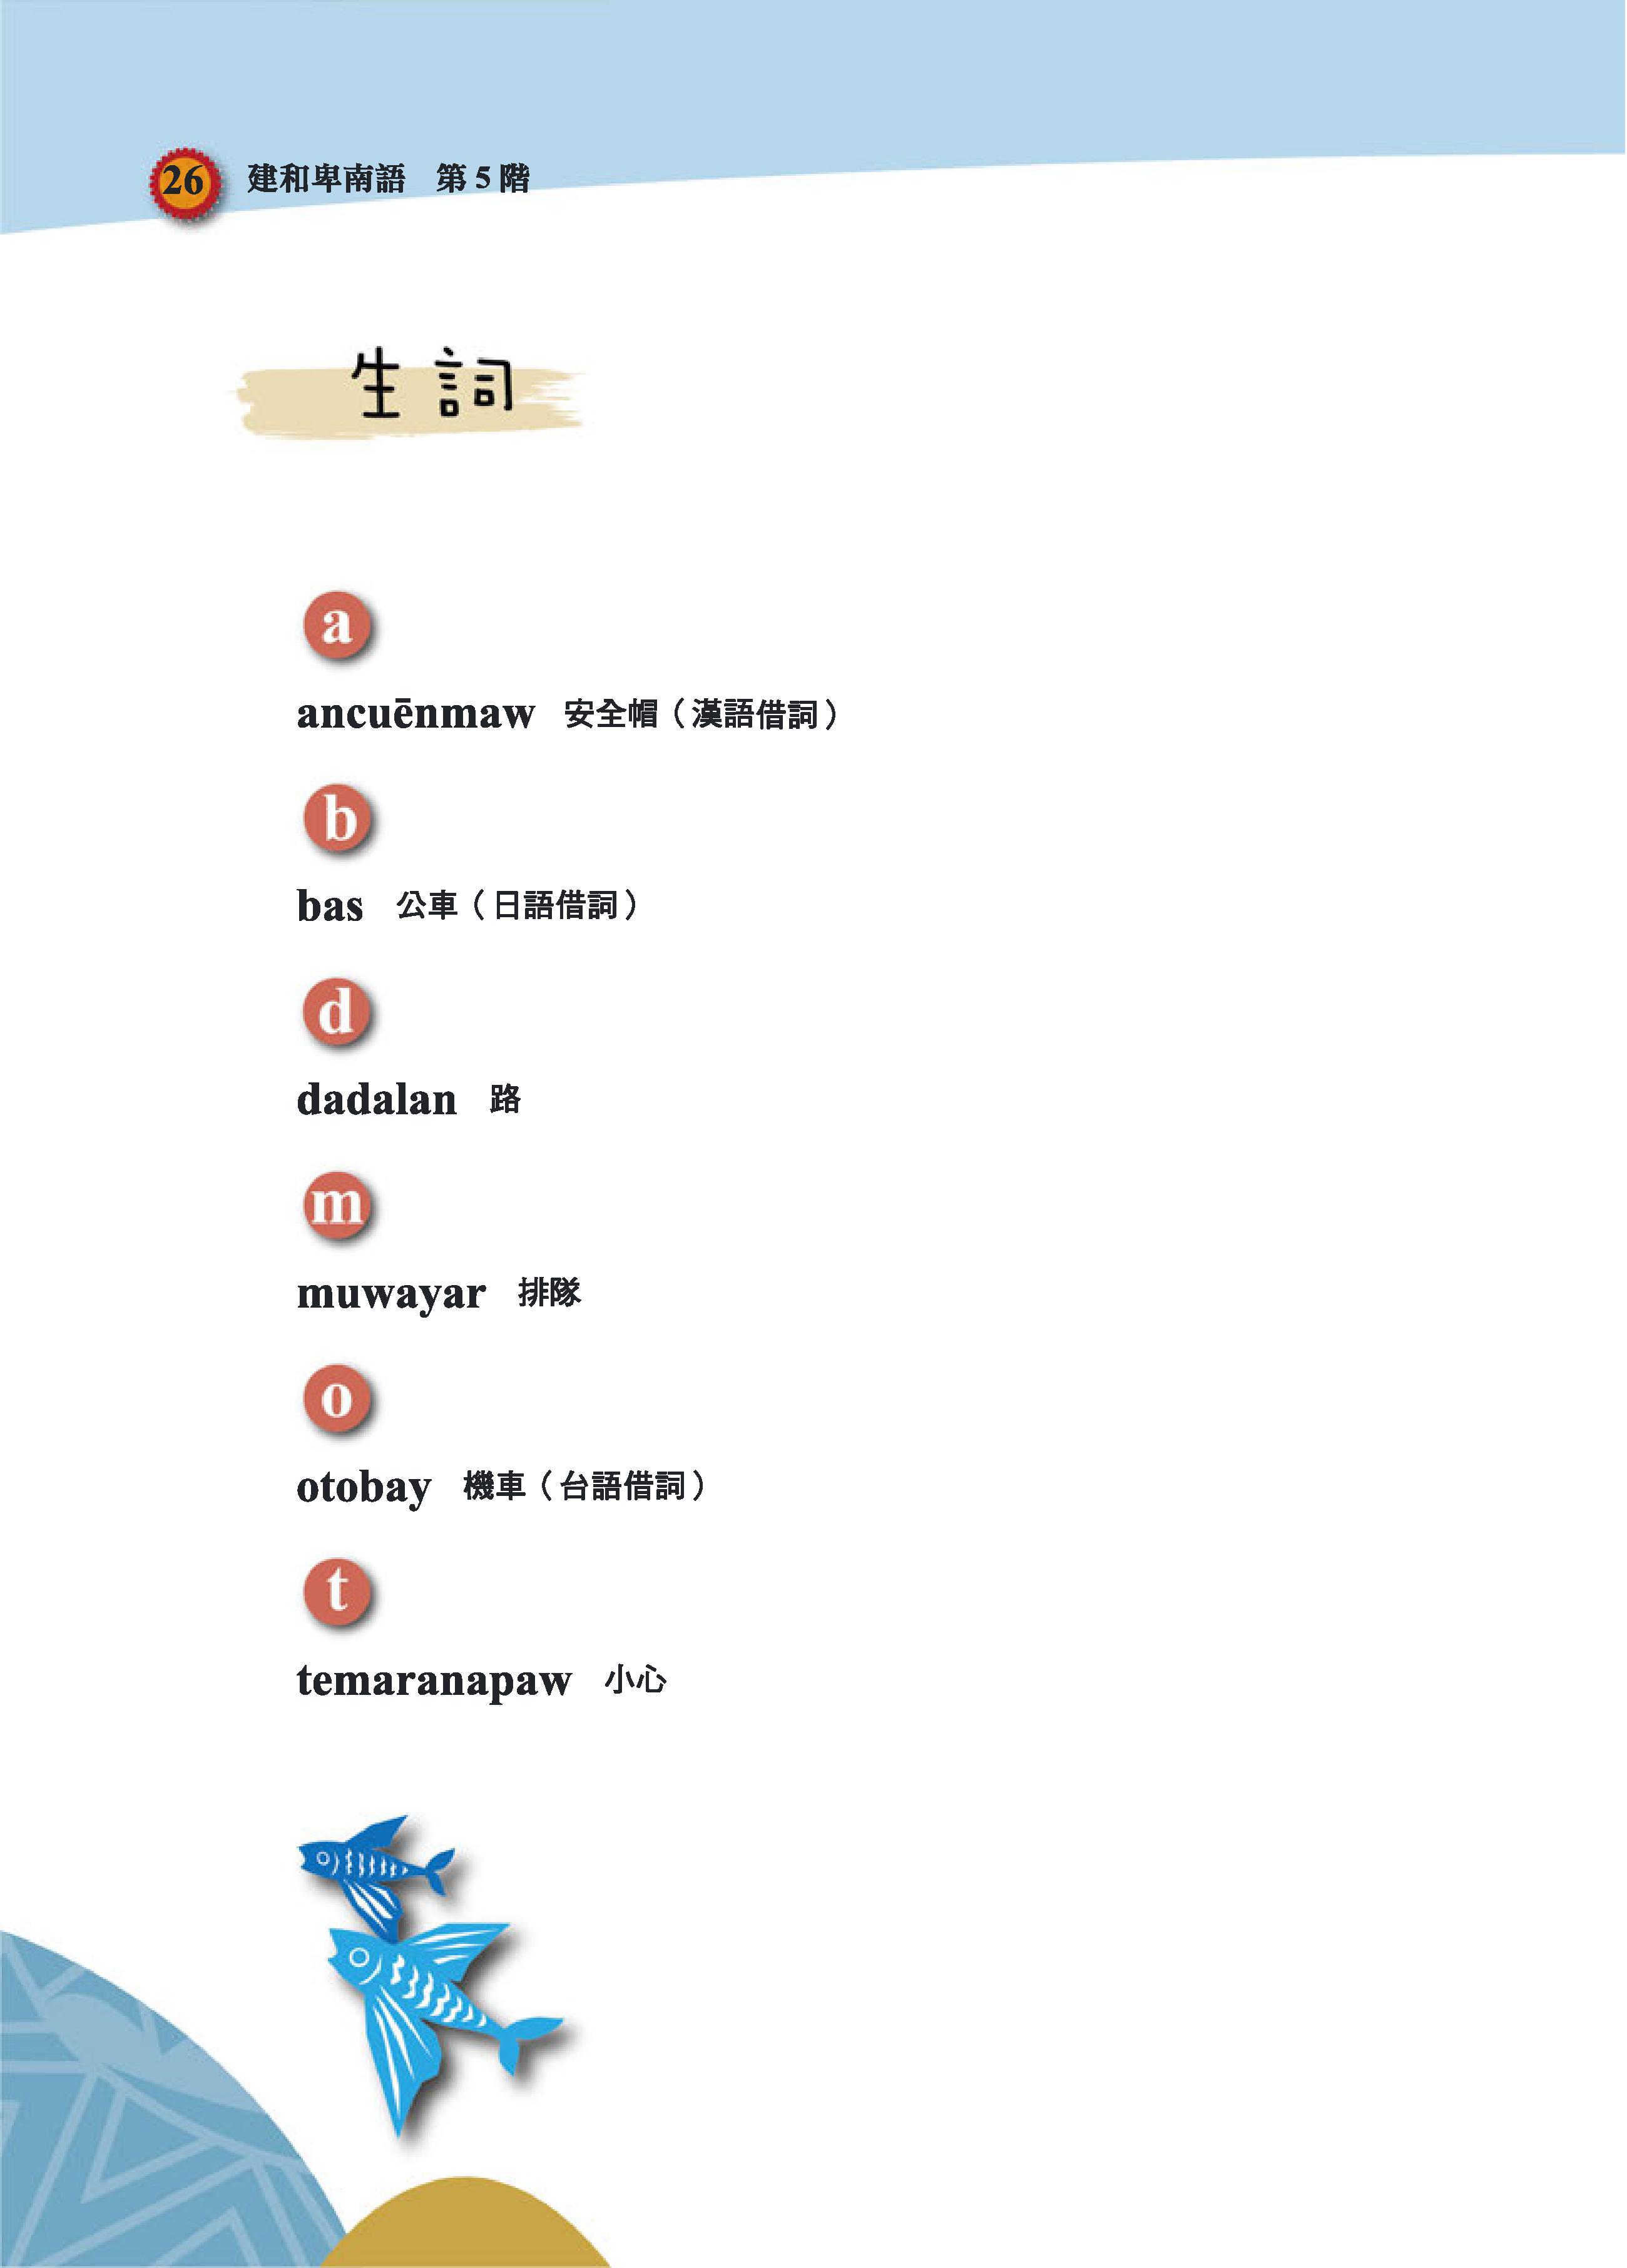 26 建和卑南語 第 5 階
生詞
a
ancuēnmaw 安全帽（漢語借詞）
b
bas 公車（日語借詞）
d
dadalan 路
m
muwayar 排隊
o
otobay 機車（台語借詞）
t
temaranapaw 小心